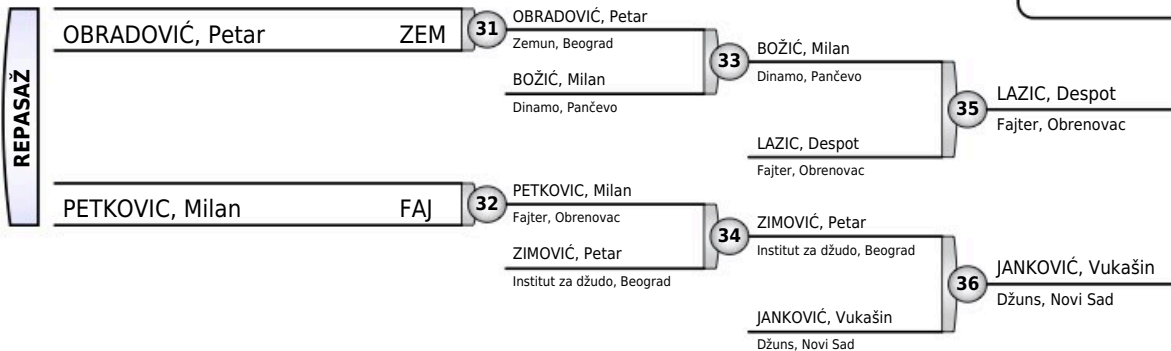 REPASAŽ
OBRADOVIĆ, Petar ZEM
31
OBRADOVIĆ, Petar
Zemun, Beograd
BOŽIĆ, Milan
Dinamo, Pančevo
33
BOŽIĆ, Milan
Dinamo, Pančevo
LAZIC, Despot
Fajter, Obrenovac
35
LAZIC, Despot
Fajter, Obrenovac
PETKOVIC, Milan FAJ
32
PETKOVIC, Milan
Fajter, Obrenovac
ZIMOVIĆ, Petar
Institut za džudo, Beograd
34
ZIMOVIĆ, Petar
Institut za džudo, Beograd
JANKOVIĆ, Vukašin
Džuns, Novi Sad
36
JANKOVIĆ, Vukašin
Džuns, Novi Sad